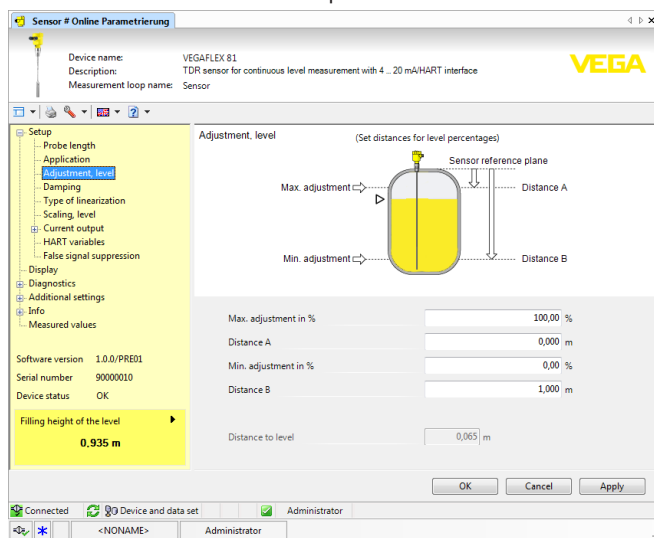 Sensor # Online Parametrierung
Device name: VEGAFLEX 81
Description: TDR sensor for continuous level measurement with 4 ... 20 mA/HART interface
Measurement loop name: Sensor
VEGA
Setup
Probe length
Application
Adjustment, level
Damping
Type of linearization
Scaling, level
Current output
HART variables
False signal suppression
Display
Diagnostics
Additional settings
Info
Measured values
Software version 1.0.0/PRE01
Serial number 90000010
Device status OK
Filling height of the level
0,935 m
Adjustment, level
(Set distances for level percentages)
Sensor reference plane
Max. adjustment
Distance A
Min. adjustment
Distance B
Max. adjustment in % 100,00 %
Distance A 0,000 m
Min. adjustment in % 0,00 %
Distance B 1,000 m
Distance to level 0,065 m
OK Cancel Apply
Connected Device and data set Administrator
<NONAME> Administrator